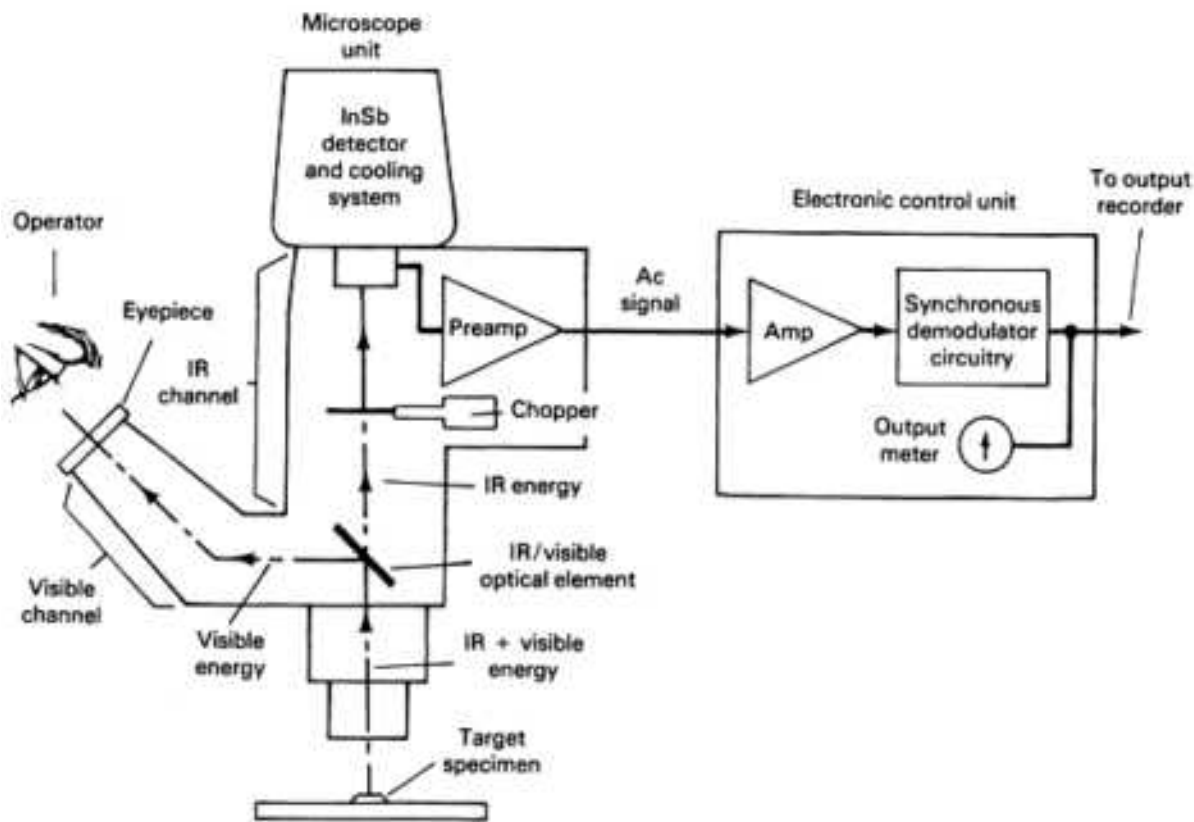 Microscope
unit
InSb
detector
and cooling
system
Operator
Eyepiece
IR
channel
Preamp
Chopper
Ac
signal
Electronic control unit
To output
recorder
Amp
Synchronous
demodulator
circuitry
Output
meter
IR energy
IR/visible
optical element
Visible
channel
Visible
energy
IR + visible
energy
Target
specimen